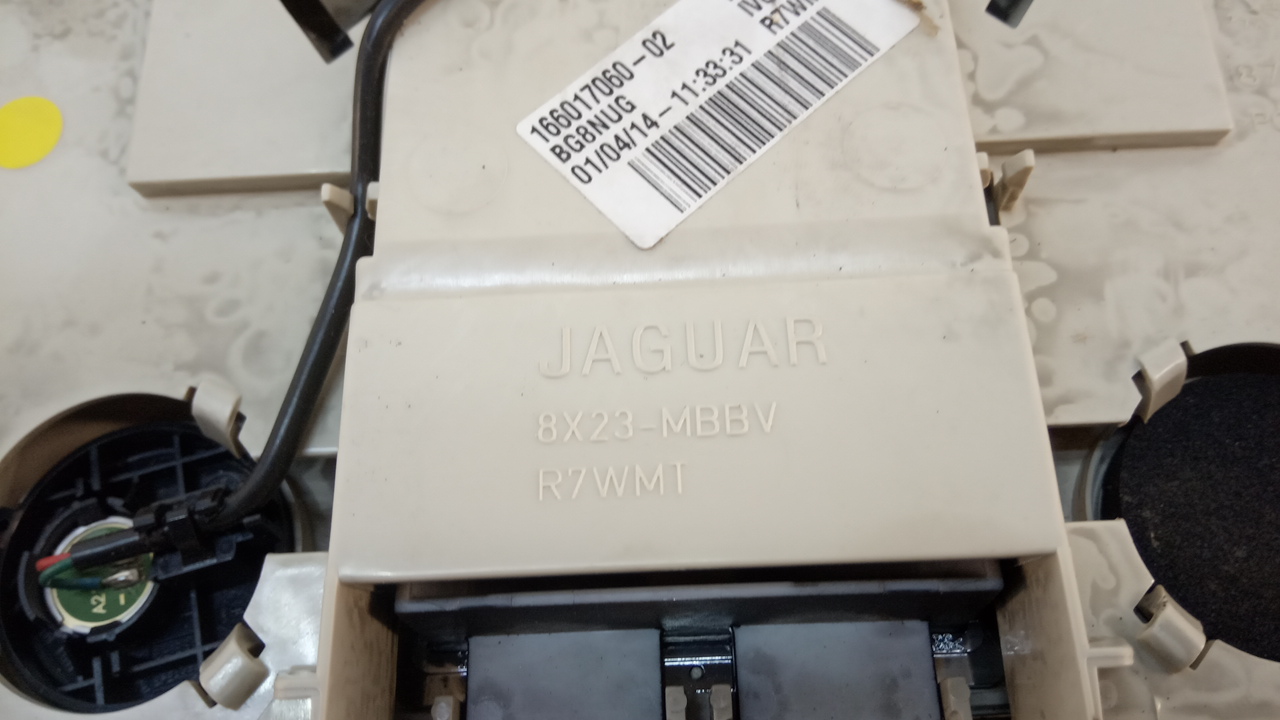 166017060-02
BG8NUG
01/04/14-11:33:31
JAGUAR
8X23-MBBV
R7WMT